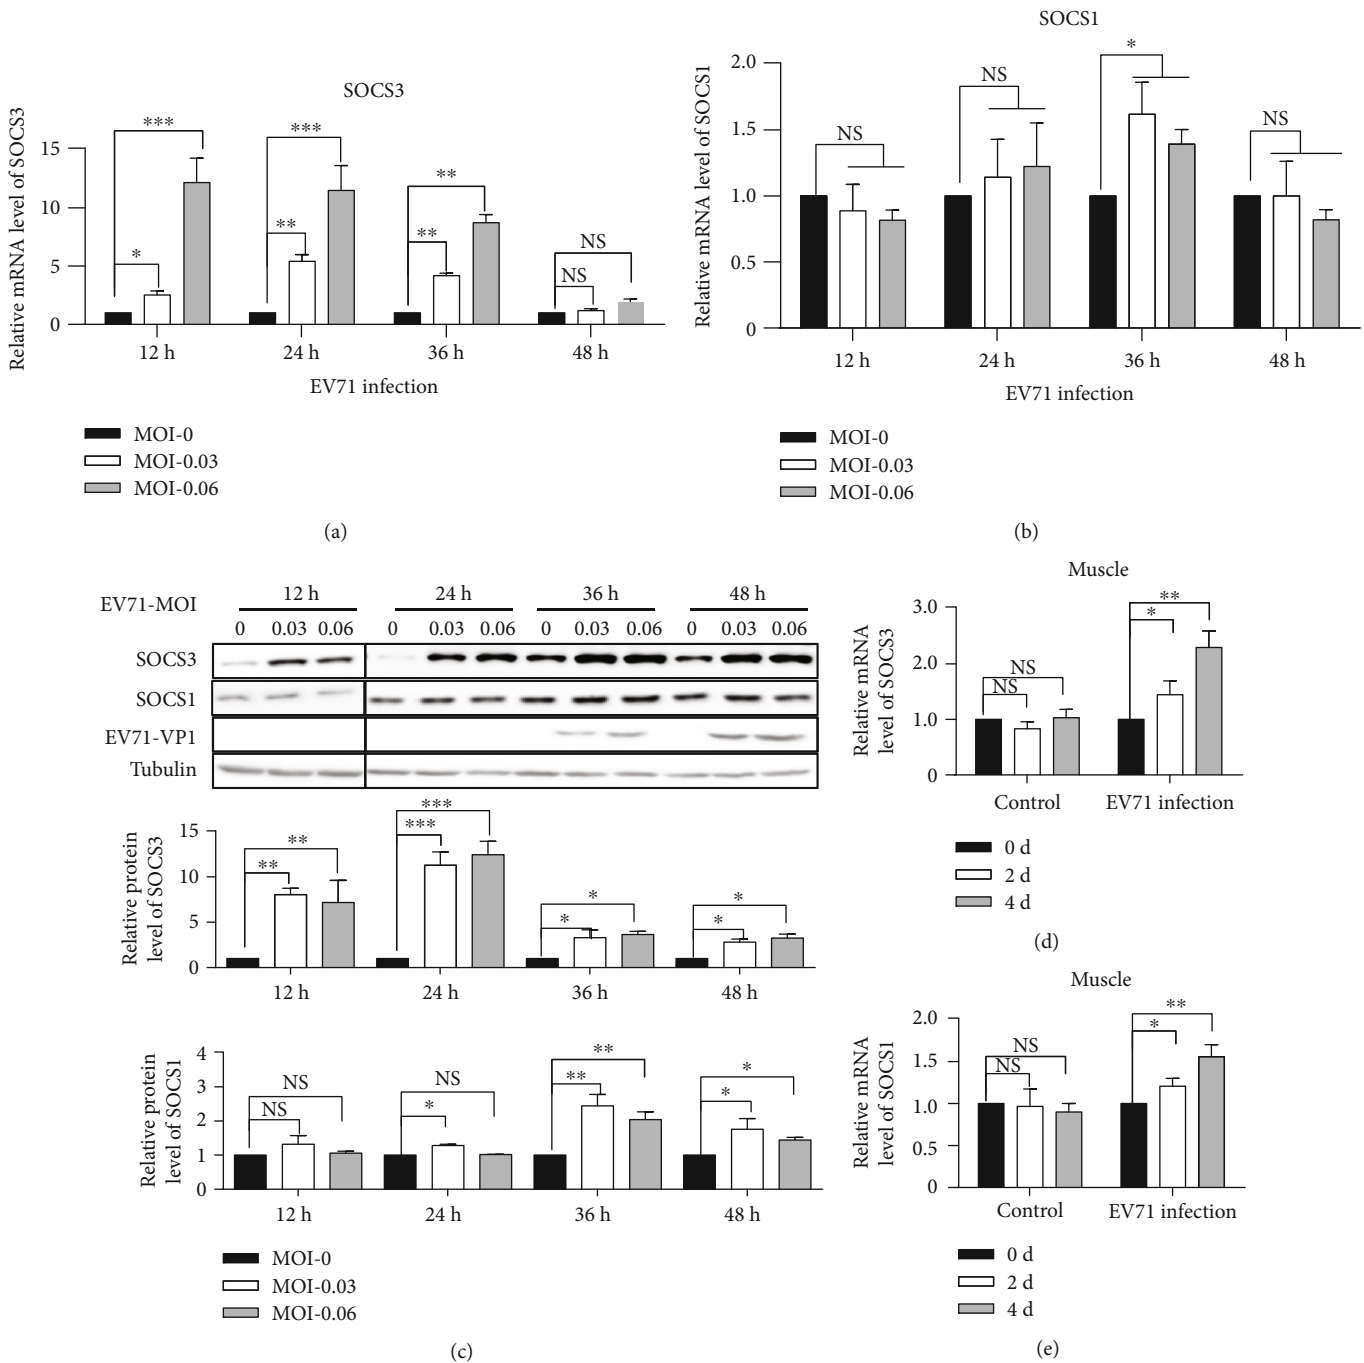 SOCS3
Relative mRNA level of SOCS3
15
10
5
0
***
*
***
**
**
**
NS
NS
12 h 24 h 36 h 48 h
EV71 infection
MOI-0
MOI-0.03
MOI-0.06
(a)
SOCS1
Relative mRNA level of SOCS1
2.0
1.5
1.0
0.5
0
NS
NS
*
NS
12 h 24 h 36 h 48 h
EV71 infection
MOI-0
MOI-0.03
MOI-0.06
(b)
EV71-MOI 12 h 24 h 36 h 48 h
0 0.03 0.06 0 0.03 0.06 0 0.03 0.06 0 0.03 0.06
SOCS3
SOCS1
EV71-VP1
Tubulin
Relative protein
level of SOCS3
15
10
5
0
**
**
***
***
*
*
*
*
12 h 24 h 36 h 48 h
Relative protein
level of SOCS1
4
3
2
1
0
NS
NS
NS
*
**
**
*
*
12 h 24 h 36 h 48 h
MOI-0
MOI-0.03
MOI-0.06
(c)
Muscle
Relative mRNA
level of SOCS3
3.0
2.0
1.0
0
NS
NS
**
*
Control EV71 infection
0 d
2 d
4 d
(d)
Muscle
Relative mRNA
level of SOCS1
2.0
1.5
1.0
0.5
0
NS
NS
**
*
Control EV71 infection
0 d
2 d
4 d
(e)